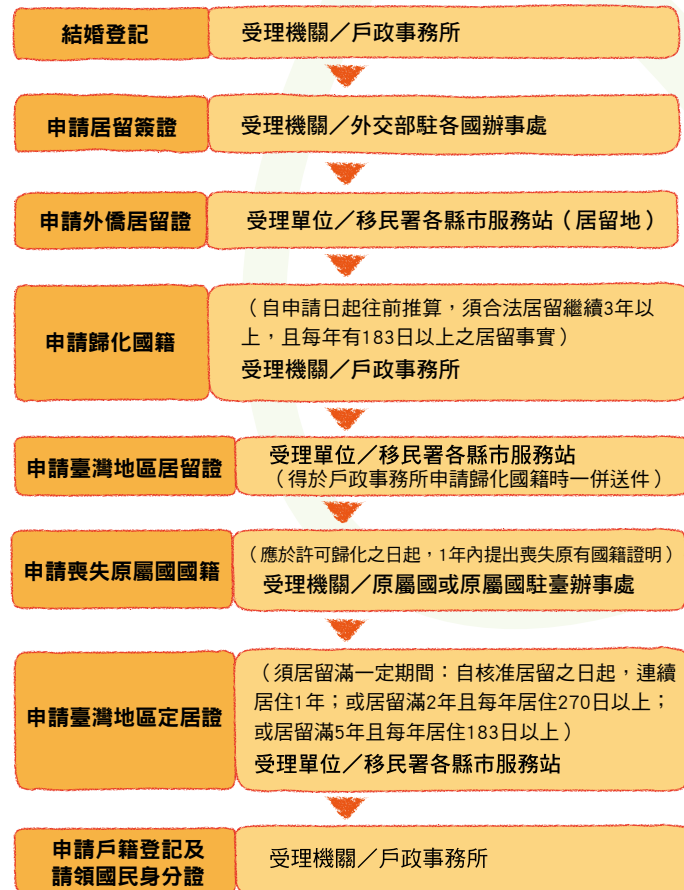 結婚登記
受理機關／戶政事務所
申請居留簽證
受理機關／外交部駐各國辦事處
申請外僑居留證
受理單位／移民署各縣市服務站（居留地）
申請歸化國籍
（自申請日起往前推算，須合法居留繼續3年以
上，且每年有183日以上之居留事實）
受理機關／戶政事務所
申請臺灣地區居留證
受理單位／移民署各縣市服務站
（得於戶政事務所申請歸化國籍時一併送件）
申請喪失原屬國國籍
（應於許可歸化之日起，1年內提出喪失原有國籍證明）
受理機關／原屬國或原屬國駐臺辦事處
申請臺灣地區定居證
（須居留滿一定期間：自核准居留之日起，連續
居住1年；或居留滿2年且每年居住270日以上；
或居留滿5年且每年居住183日以上）
受理單位／移民署各縣市服務站
申請戶籍登記及
請領國民身分證
受理機關／戶政事務所